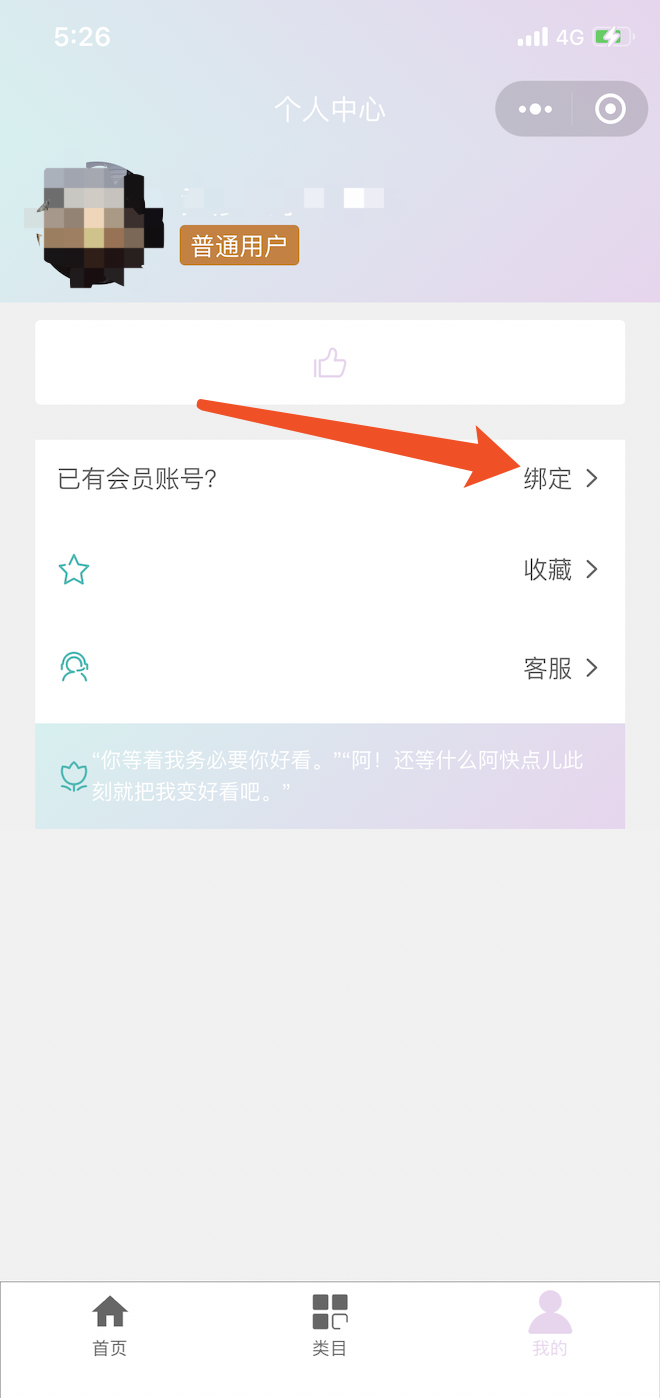 5:26
4G
个人中心
普通用户
已有会员账号?
绑定
收藏
客服
“你等着我务必要你好看。”“阿！还等什么阿快点儿此
刻就把我变好看吧。”
首页
类目
我的